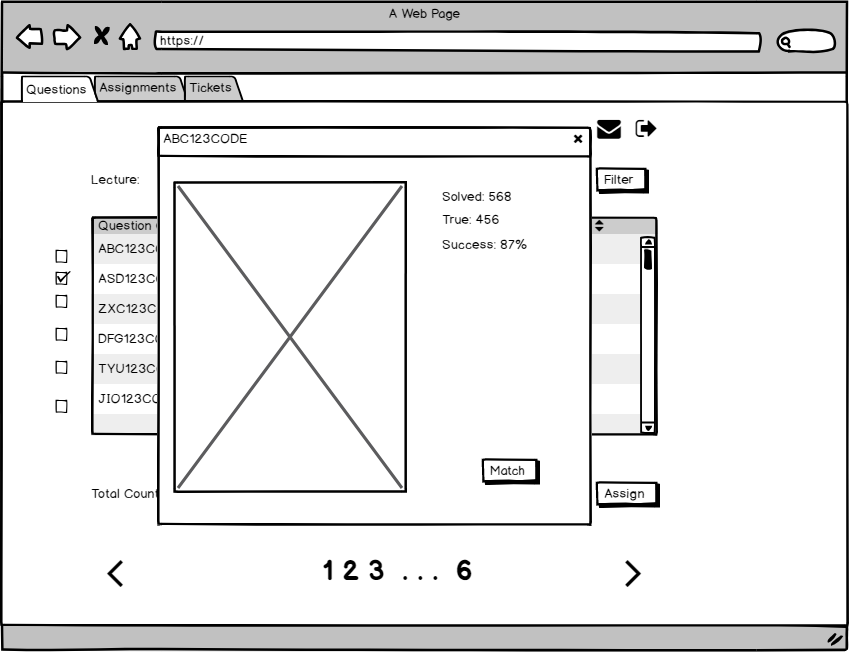 A Web Page
https://
Questions
Assignments
Tickets
ABC123CODE
Lecture:
Filter
Solved: 568
True: 456
Success: 87%
Question
ABC123C
ASD123C
ZXC123C
DFG123C
TYU123C
JIO123C
Match
Total Count
Assign
1 2 3 ... 6